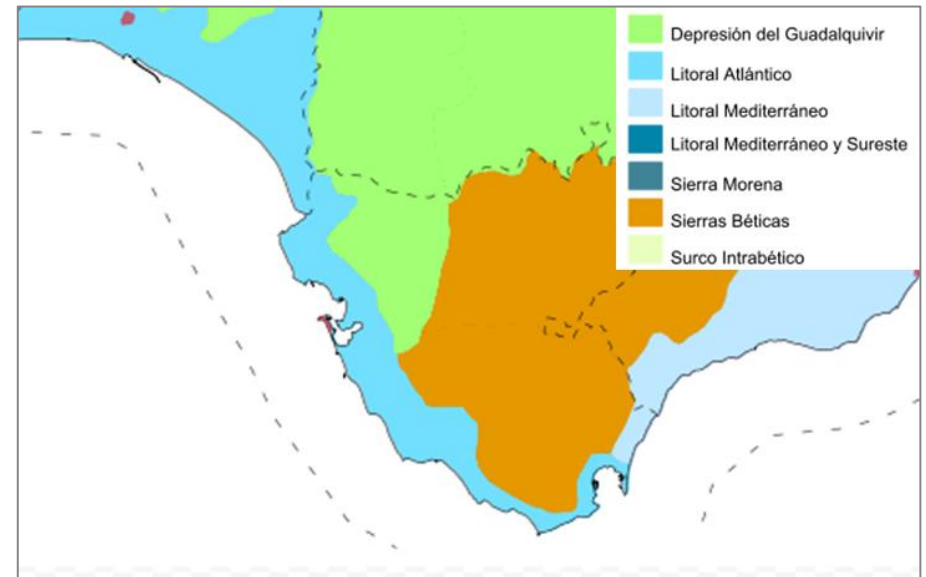 Depresión del Guadalquivir
Litoral Atlántico
Litoral Mediterráneo
Litoral Mediterráneo y Sureste
Sierra Morena
Sierras Béticas
Surco Intrabético